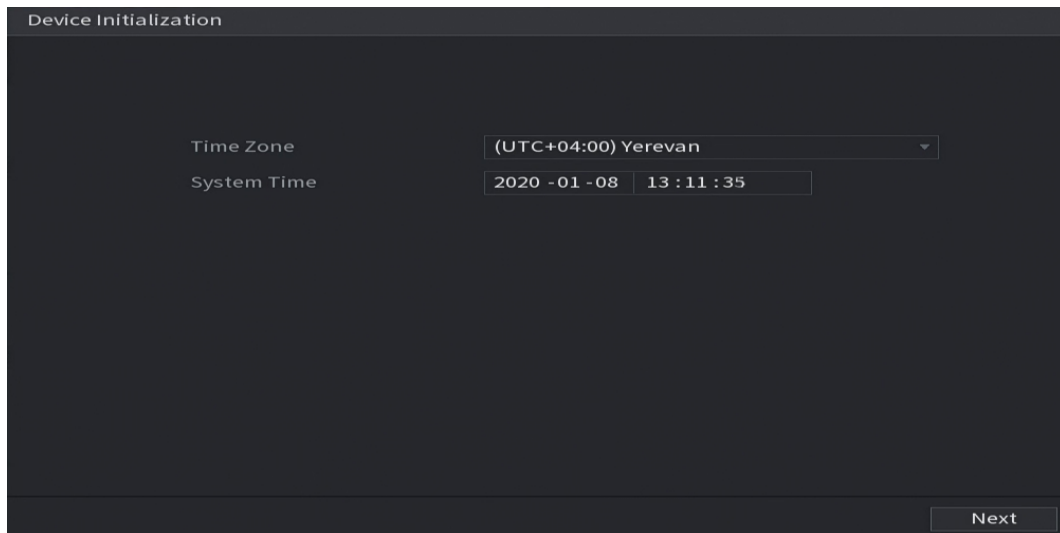 Device Initialization
Time Zone (UTC+04:00) Yerevan
System Time 2020 -01 -08 13 : 11 : 35
Next